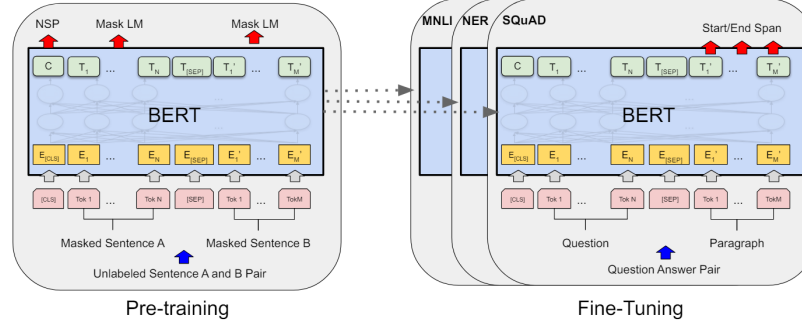 NSP Mask LM Mask LM
C T1 ... TN T[SEP] T1' ... TM'
BERT
E[CLS] E1 ... EN E[SEP] E1' ... EM'
[CLS] Tok 1 ... Tok N [SEP] Tok 1 ... TokM
Masked Sentence A Masked Sentence B
Unlabeled Sentence A and B Pair
Pre-training
MNLI NER SQuAD Start/End Span
C T1 ... TN T[SEP] T1' ... TM'
BERT
E[CLS] E1 ... EN E[SEP] E1' ... EM'
[CLS] Tok 1 ... Tok N [SEP] Tok 1 ... TokM
Question Paragraph
Question Answer Pair
Fine-Tuning